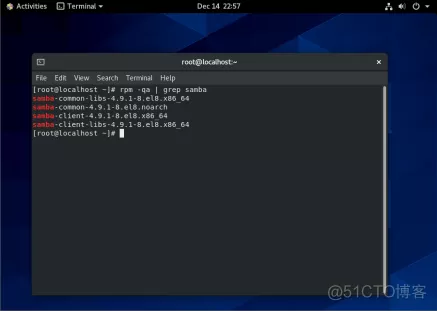 Activities Terminal Dec 14 22:57
root@localhost:~
File Edit View Search Terminal Help
[root@localhost ~]# rpm -qa | grep samba
samba-common-libs-4.9.1-8.el8.x86_64
samba-common-4.9.1-8.el8.noarch
samba-client-4.9.1-8.el8.x86_64
samba-client-libs-4.9.1-8.el8.x86_64
[root@localhost ~]#
@51CTO博客